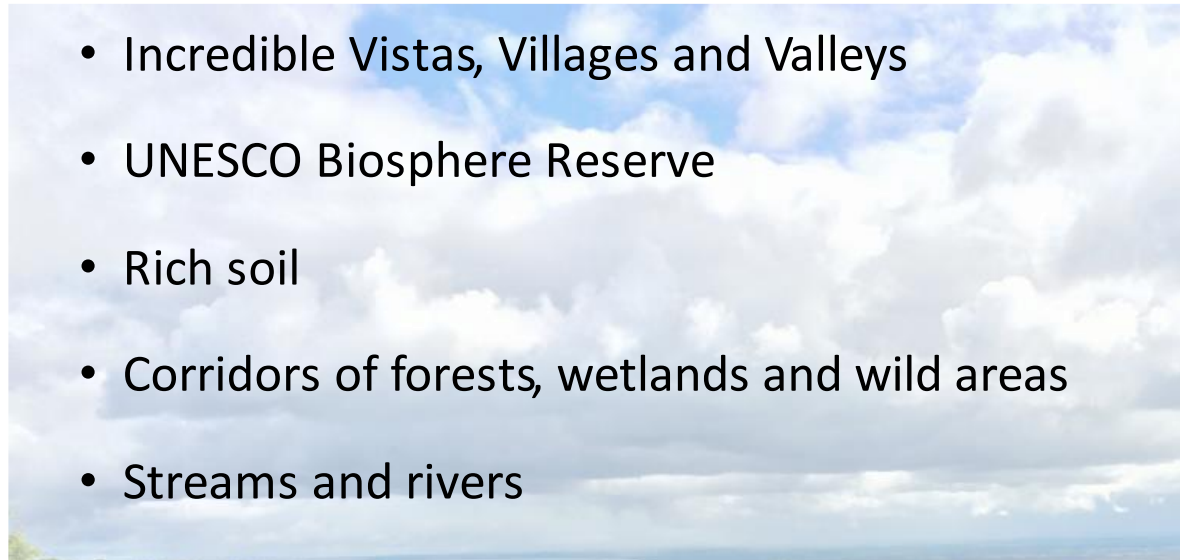 • Incredible Vistas, Villages and Valleys
• UNESCO Biosphere Reserve
• Rich soil
• Corridors of forests, wetlands and wild areas
• Streams and rivers